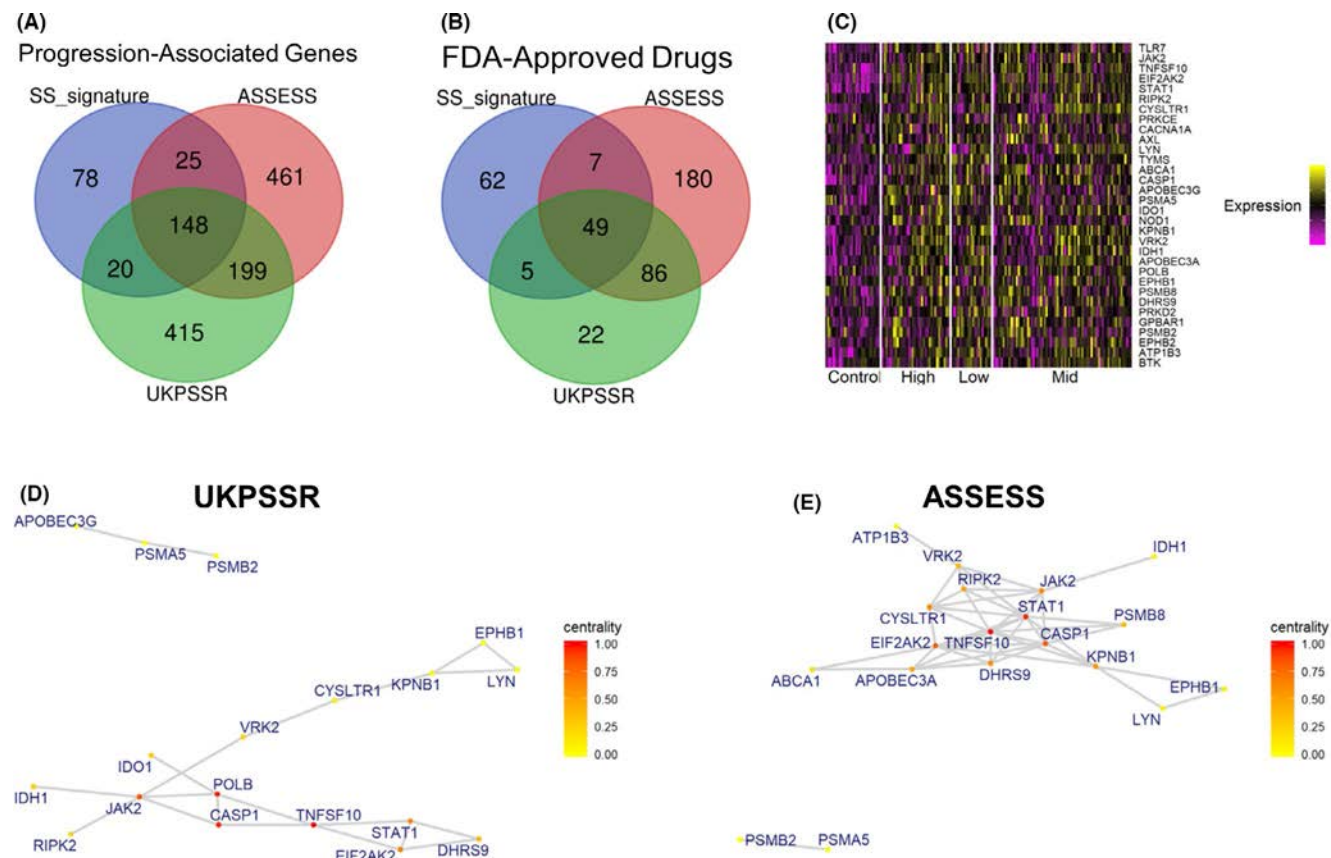 (A)
Progression-Associated Genes
SS_signature
ASSESS
78
25
461
148
20
199
415
UKPSSR
(B)
FDA-Approved Drugs
SS_signature
ASSESS
62
7
180
49
5
86
22
UKPSSR
(C)
TLR7
JAK2
TNFSF10
EIF2AK2
STAT1
RIPK2
CYSLTR1
PRKCE
CACNA1A
AXL
LYN
TYMS
ABCA1
CASP1
APOBEC3G
PSMA5
IDO1
NOD1
KPNB1
VRK2
IDH1
APOBEC3A
POLB
EPHB1
PSMB8
DHRS9
PRKD2
GPBAR1
PSMB2
EPHB2
ATP1B3
BTK
Control High Low Mid
Expression
(D)
UKPSSR
APOBEC3G
PSMA5
PSMB2
EPHB1
LYN
KPNB1
CYSLTR1
VRK2
IDO1
POLB
IDH1
JAK2
CASP1
TNFSF10
RIPK2
STAT1
EIF2AK2
DHRS9
centrality
1.00
0.75
0.50
0.25
0.00
(E)
ASSESS
ATP1B3
VRK2
IDH1
RIPK2
JAK2
CYSLTR1
STAT1
PSMB8
EIF2AK2
TNFSF10
CASP1
KPNB1
ABCA1
APOBEC3A
DHRS9
EPHB1
LYN
PSMB2
PSMA5
centrality
1.00
0.75
0.50
0.25
0.00